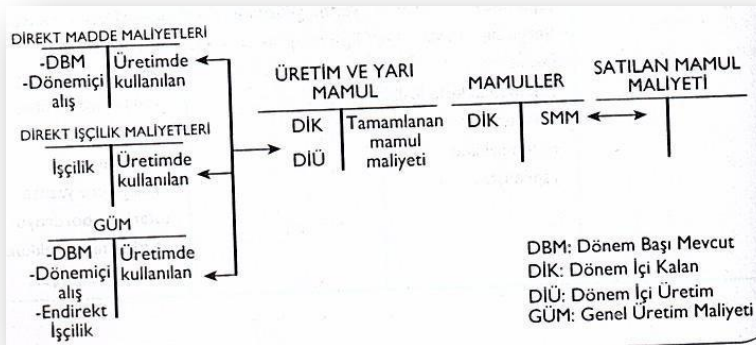 DİREKT MADDE MALİYETLERİ
-DBM
-Dönemiçi
alış
Üretimde
kullanılan
DİREKT İŞÇİLİK MALİYETLERİ
İşçilik
Üretimde
kullanılan
GÜM
-DBM
-Dönemiçi
alış
-Endirekt
İşçilik
Üretimde
kullanılan
ÜRETİM VE YARI
MAMUL
DİK
DİÜ
Tamamlanan
mamul
maliyeti
MAMULLER
DİK
SMM
SATILAN MAMUL
MALİYETİ
DBM: Dönem Başı Mevcut
DİK: Dönem İçi Kalan
DİÜ: Dönem İçi Üretim
GÜM: Genel Üretim Maliyeti